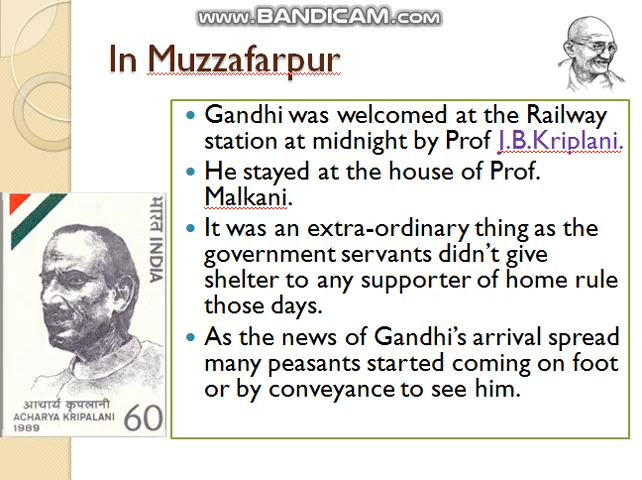 www.BANDICAM.com
In Muzzafarpur
Gandhi was welcomed at the Railway
station at midnight by Prof J.B.Kriplani.
He stayed at the house of Prof.
Malkani.
It was an extra-ordinary thing as the
government servants didn't give
shelter to any supporter of home rule
those days.
As the news of Gandhi's arrival spread
many peasants started coming on foot
or by conveyance to see him.
भारत INDIA
आचार्य कृपलानी
ACHARYA KRIPALANI
1989
60